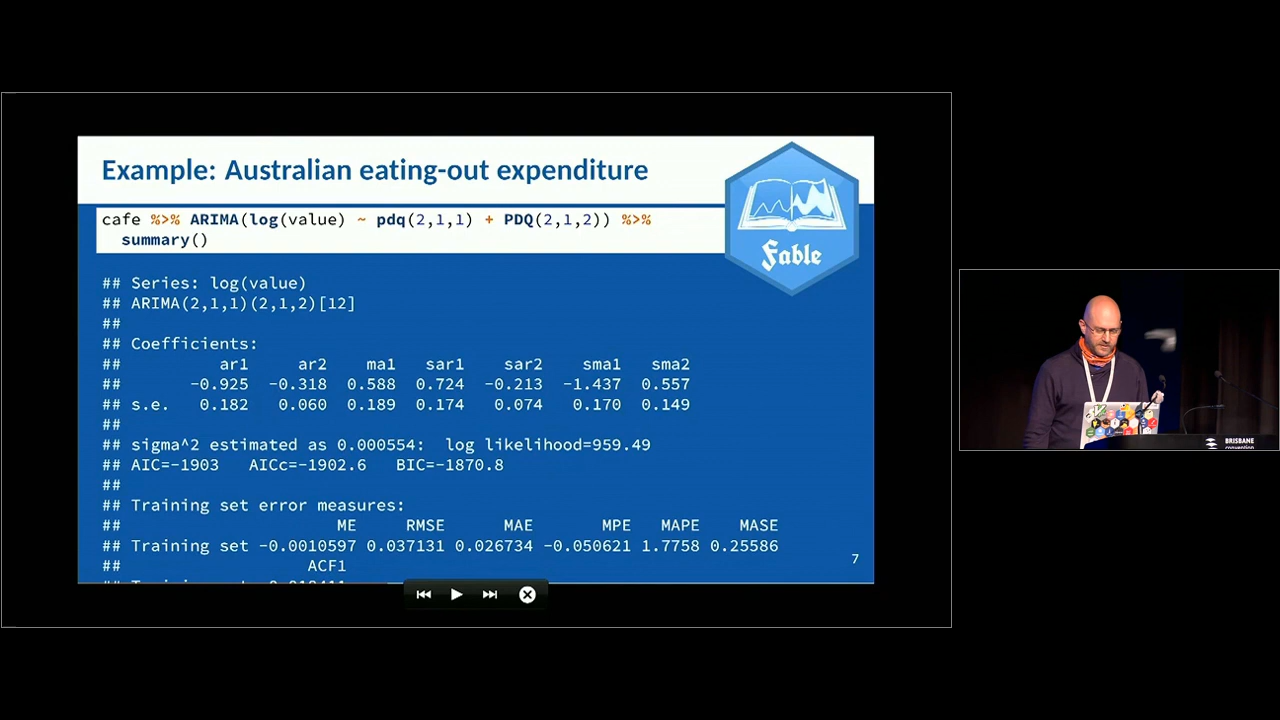 Example: Australian eating-out expenditure
Fable
cafe %>% ARIMA(log(value) ~ pdq(2,1,1) + PDQ(2,1,2)) %>%
summary()
## Series: log(value)
## ARIMA(2,1,1)(2,1,2)[12]
##
## Coefficients:
## ar1 ar2 ma1 sar1 sar2 sma1 sma2
## -0.925 -0.318 0.588 0.724 -0.213 -1.437 0.557
## s.e. 0.182 0.060 0.189 0.174 0.074 0.170 0.149
##
## sigma^2 estimated as 0.000554: log likelihood=959.49
## AIC=-1903 AICc=-1902.6 BIC=-1870.8
##
## Training set error measures:
## ME RMSE MAE MPE MAPE MASE
## Training set -0.0010597 0.037131 0.026734 -0.050621 1.7758 0.25586
## ACF1
7
BRISBANE